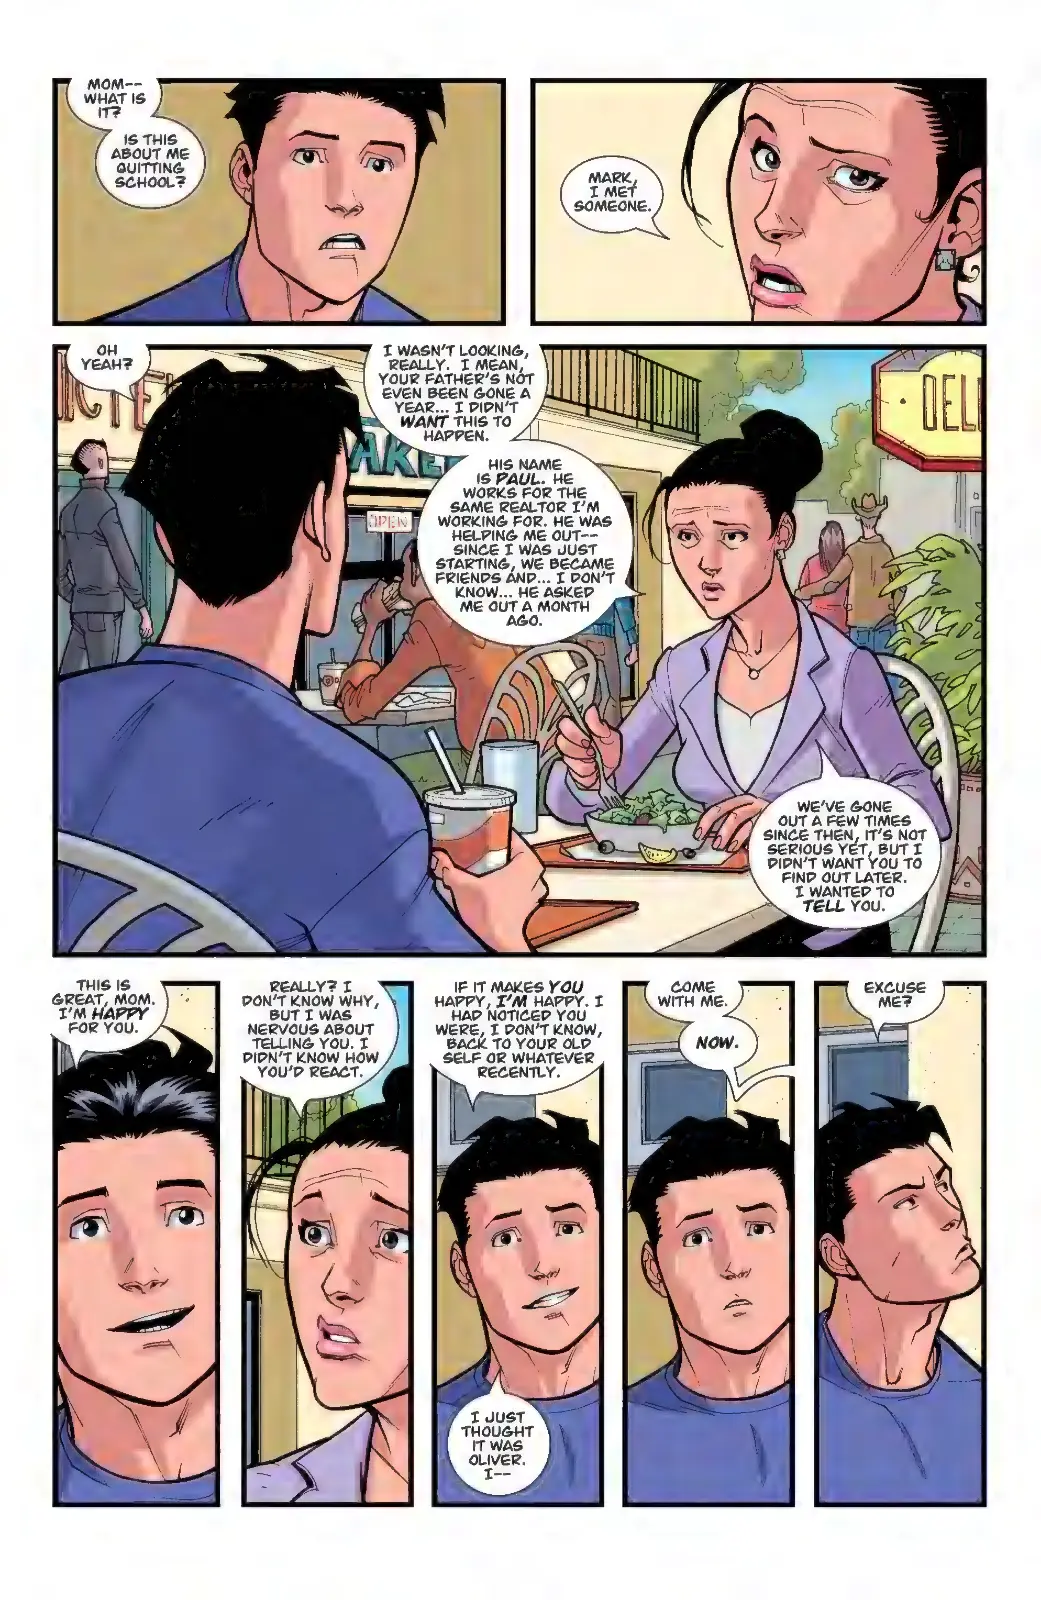 MOM--
WHAT IS
IT?
IS THIS
ABOUT ME
QUITTING
SCHOOL?
MARK,
I MET
SOMEONE.
OH
YEAH?
I WASN'T LOOKING,
REALLY. I MEAN,
YOUR FATHER'S NOT
EVEN BEEN GONE A
YEAR... I DIDN'T
WANT THIS TO
HAPPEN.
HIS NAME
IS PAUL. HE
WORKS FOR THE
SAME REALTOR I'M
WORKING FOR. HE WAS
HELPING ME OUT--
SINCE I WAS JUST
STARTING, WE BECAME
FRIENDS AND... I DON'T
KNOW... HE ASKED
ME OUT A MONTH
AGO.
OPEN
DELI
WE'VE GONE
OUT A FEW TIMES
SINCE THEN, IT'S NOT
SERIOUS YET, BUT I
DIDN'T WANT YOU TO
FIND OUT LATER.
I WANTED TO
TELL YOU.
THIS IS
GREAT, MOM.
I'M HAPPY
FOR YOU.
REALLY? I
DON'T KNOW WHY,
BUT I WAS
NERVOUS ABOUT
TELLING YOU. I
DIDN'T KNOW HOW
YOU'D REACT.
IF IT MAKES YOU
HAPPY, I'M HAPPY. I
HAD NOTICED YOU
WERE, I DON'T KNOW,
BACK TO YOUR OLD
SELF OR WHATEVER
RECENTLY.
I JUST
THOUGHT
IT WAS
OLIVER.
I--
COME
WITH ME.
NOW.
EXCUSE
ME?